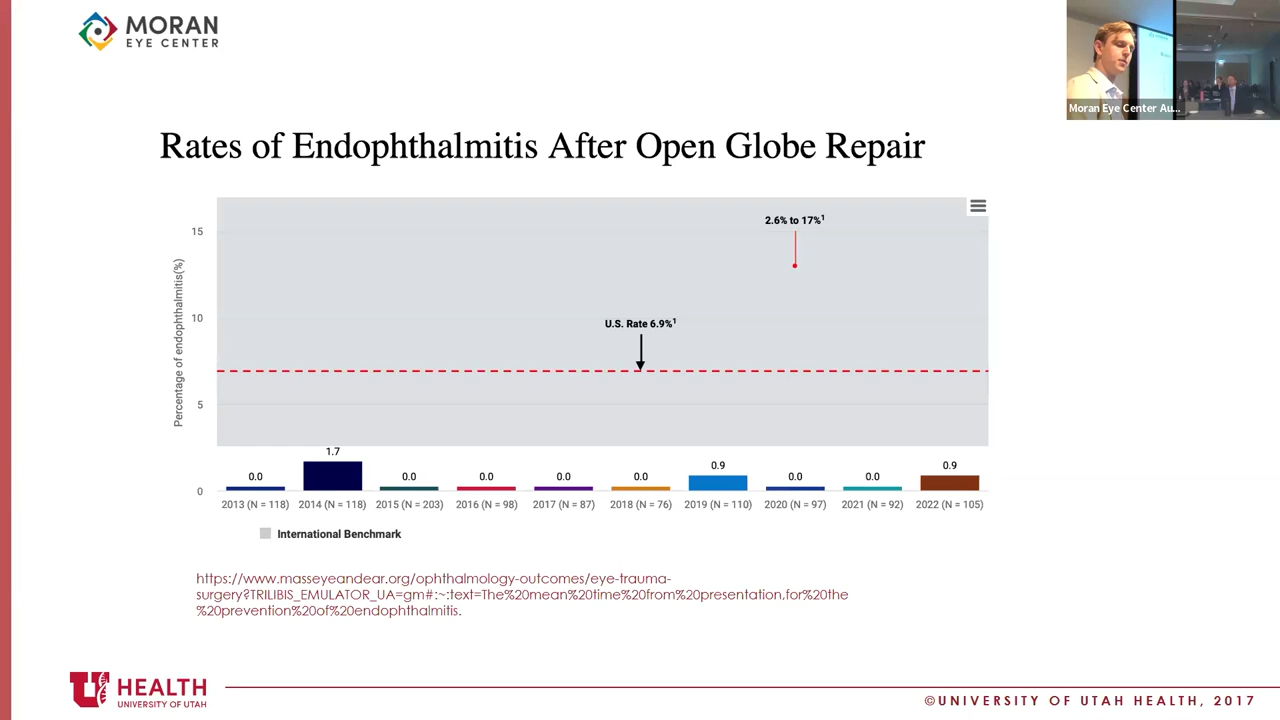 MORAN
EYE CENTER
Moran Eye Center Au...
Rates of Endophthalmitis After Open Globe Repair
2.6% to 17%¹
15
U.S. Rate 6.9%¹
10
Percentage of endophthalmitis(%)
5
1.7
0.0 0.0 0.0 0.0 0.0 0.9 0.0 0.0 0.9
0
2013 (N = 118) 2014 (N = 118) 2015 (N = 203) 2016 (N = 98) 2017 (N = 87) 2018 (N = 76) 2019 (N = 110) 2020 (N = 97) 2021 (N = 92) 2022 (N = 105)
International Benchmark
https://www.masseyeandear.org/ophthalmology-outcomes/eye-trauma-
surgery?TRILIBIS_EMULATOR_UA=gm#:~:text=The%20mean%20time%20from%20presentation,for%20the
%20prevention%20of%20endophthalmitis.
U HEALTH
UNIVERSITY OF UTAH
©UNIVERSITY OF UTAH HEALTH, 2017